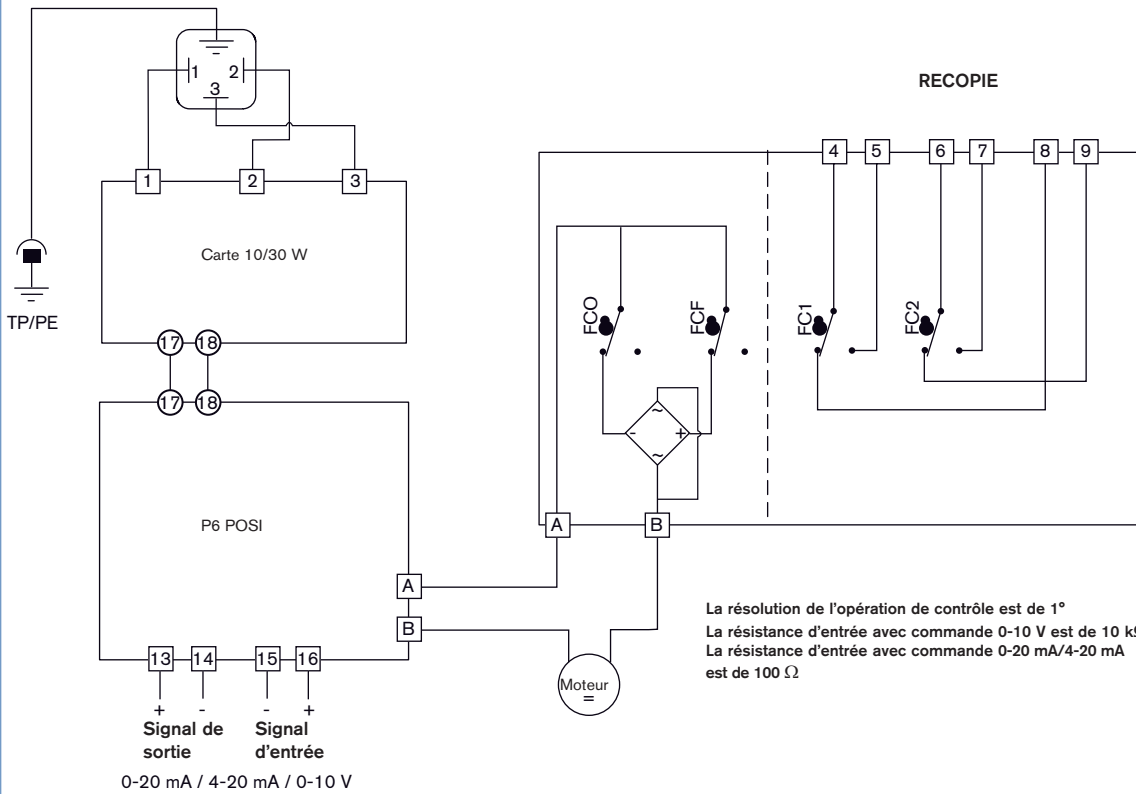 1
2
3
RECOPIE
4
5
6
7
8
9
1
2
3
Carte 10/30 W
TP/PE
FCO
FCF
FC1
FC2
17
18
17
18
~
-
+
~
P6 POSI
A
B
A
B
La résolution de l'opération de contrôle est de 1°
La résistance d'entrée avec commande 0-10 V est de 10 kΩ
La résistance d'entrée avec commande 0-20 mA/4-20 mA
est de 100 Ω
Moteur
=
13
14
15
16
+
-
-
+
Signal de
sortie
Signal
d'entrée
0-20 mA / 4-20 mA / 0-10 V